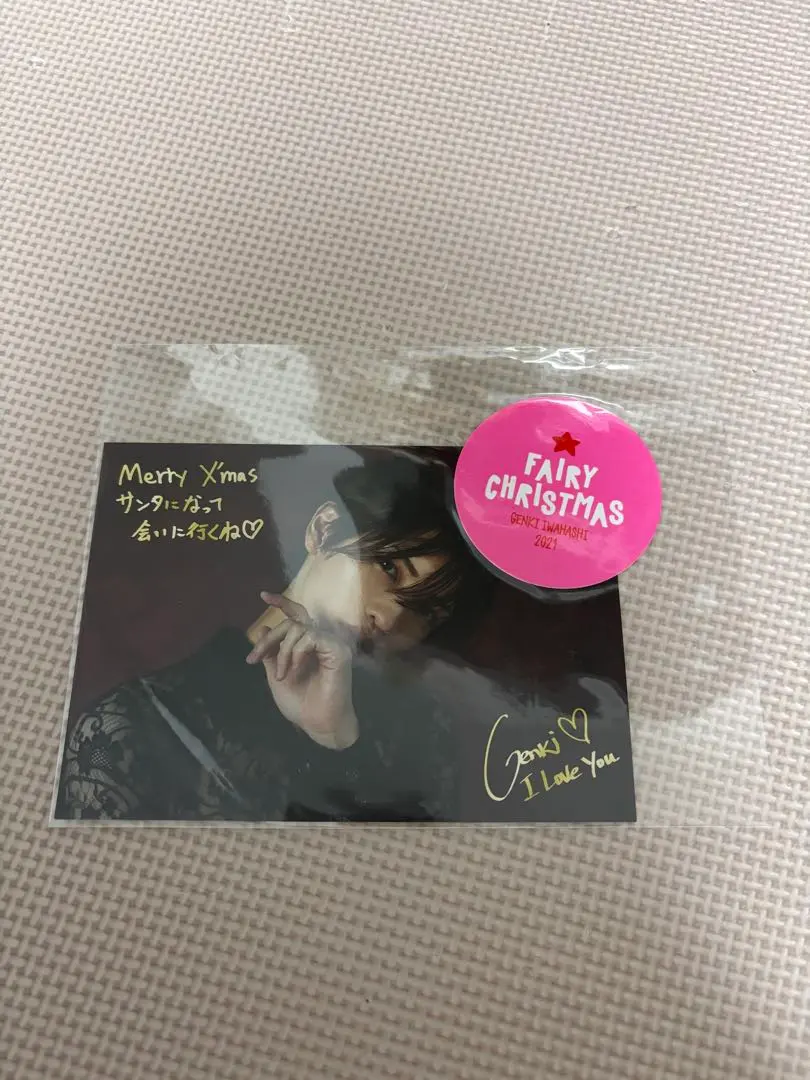 Merry X'mas
サンタになって
会いに行くね♡
FAIRY
CHRISTMAS
GENKI IWAHASHI
2021
Genki♡
I Love You